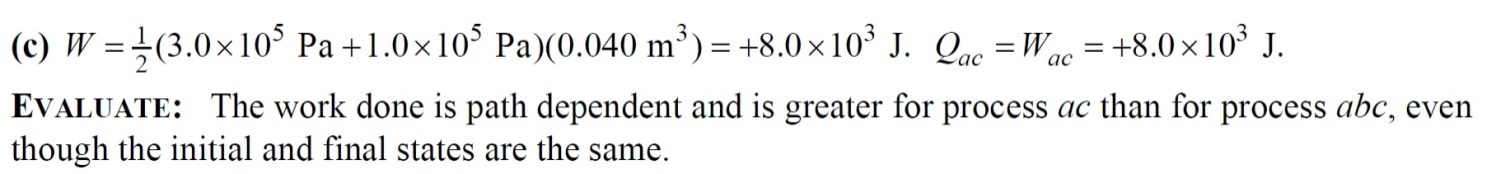 (c) W = 1/2(3.0×10⁵ Pa + 1.0×10⁵ Pa)(0.040 m³) = +8.0×10³ J. Q_ac = W_ac = +8.0×10³ J.
EVALUATE: The work done is path dependent and is greater for process ac than for process abc, even
though the initial and final states are the same.